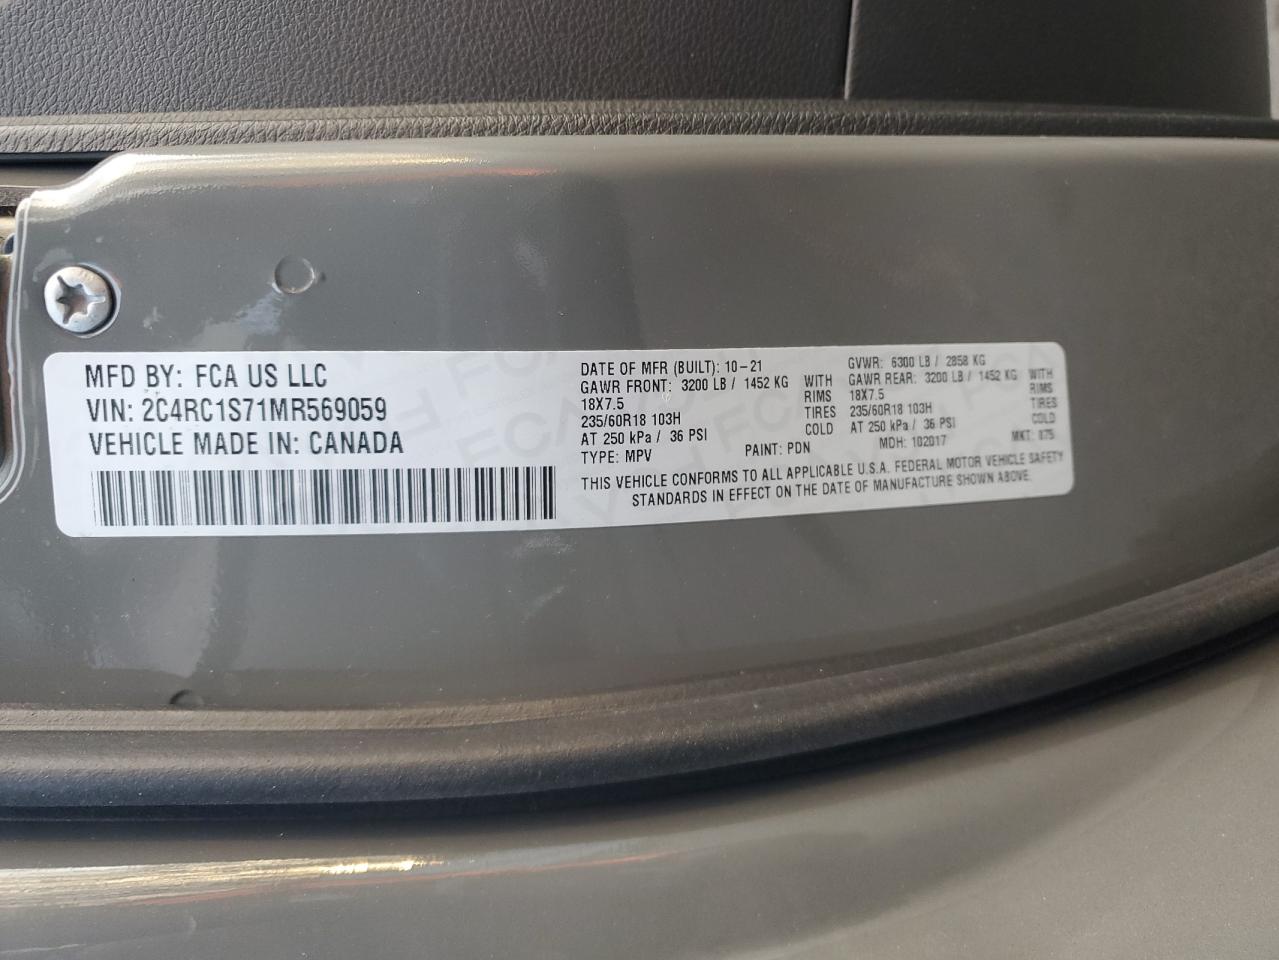 MFD BY: FCA US LLC
VIN: 2C4RC1S71MR569059
VEHICLE MADE IN: CANADA
DATE OF MFR (BUILT): 10-21
GVWR: 6300 LB / 2858 KG
GAWR FRONT: 3200 LB / 1452 KG WITH
18X7.5 RIMS
235/60R18 103H TIRES
AT 250 kPa / 36 PSI COLD
GAWR REAR: 3200 LB / 1452 KG WITH
18X7.5 RIMS
235/60R18 103H TIRES
AT 250 kPa / 36 PSI COLD
TYPE: MPV PAINT: PDN MDH: 102017 MKT:
THIS VEHICLE CONFORMS TO ALL APPLICABLE U.S.A. FEDERAL MOTOR VEHICLE SAFETY
STANDARDS IN EFFECT ON THE DATE OF MANUFACTURE SHOWN ABOVE.